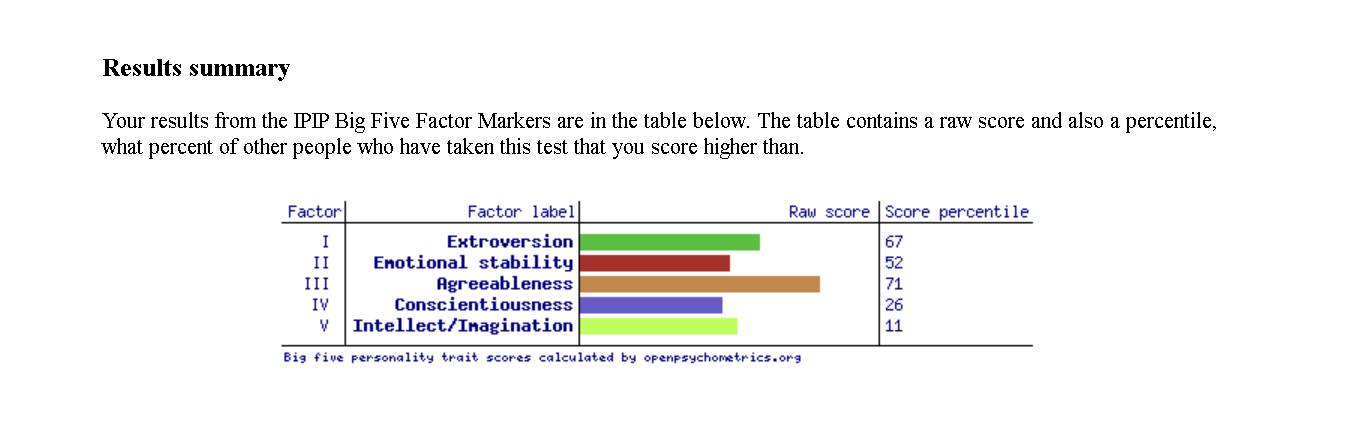 Results summary
Your results from the IPIP Big Five Factor Markers are in the table below. The table contains a raw score and also a percentile,
what percent of other people who have taken this test that you score higher than.
Factor Factor label Raw score Score percentile
I Extroversion 67
II Emotional stability 52
III Agreeableness 71
IV Conscientiousness 26
V Intellect/Imagination 11
Big five personality trait scores calculated by openpsychometrics.org